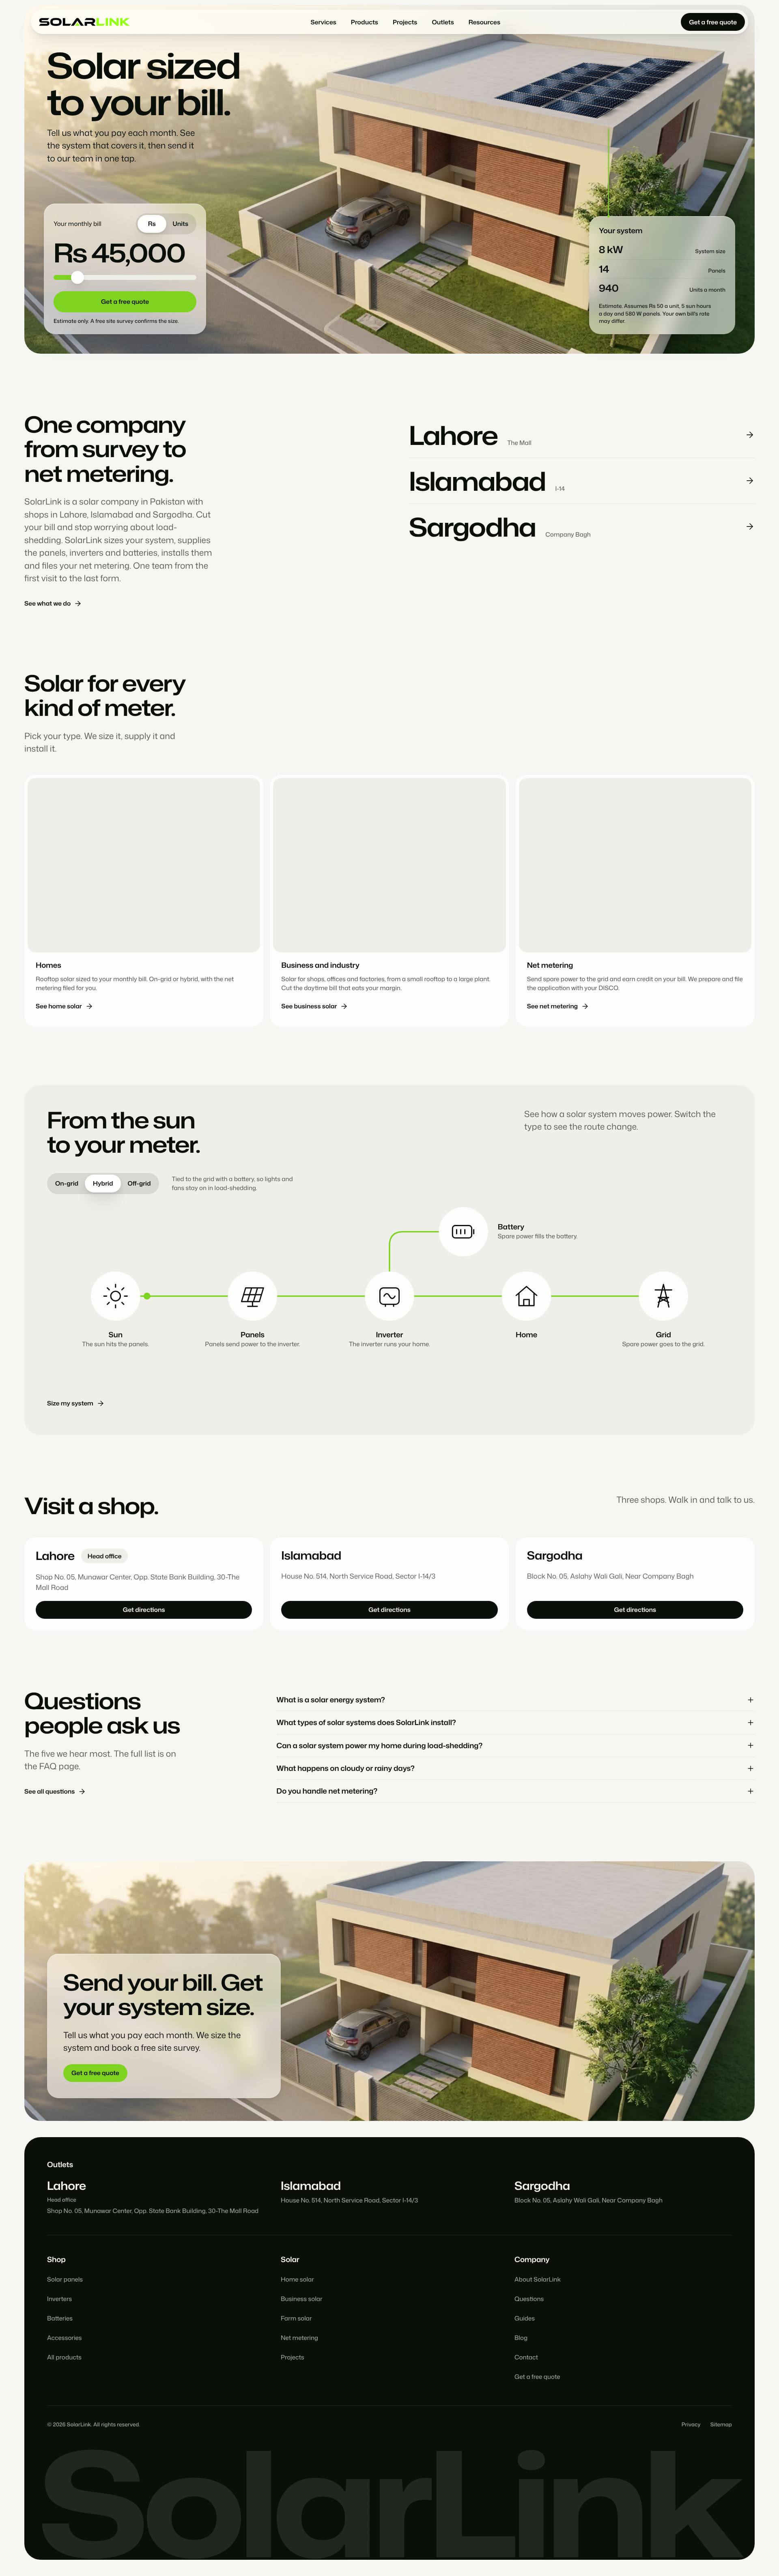 SOLARLINK
Services
Products
Projects
Outlets
Resources
Get a free quote
Solar sized
to your bill.
Tell us what you pay each month. See
the system that covers it, then send it
to our team in one tap.
Your monthly bill
Rs
Units
Rs 45,000
Get a free quote
Estimate only. A free site survey confirms the size.
Your system
8 kW
System size
14
Panels
940
Units a month
Estimate. Assumes Rs 50 a unit, 5 sun hours
a day and 580 W panels. Your own bill's rate
may differ.
One company
from survey to
net metering.
SolarLink is a solar company in Pakistan with
shops in Lahore, Islamabad and Sargodha. Cut
your bill and stop worrying about load-
shedding. SolarLink sizes your system, supplies
the panels, inverters and batteries, installs them
and files your net metering. One team from the
first visit to the last form.
See what we do
Lahore The Mall
Islamabad I-14
Sargodha Company Bagh
Solar for every
kind of meter.
Pick your type. We size it, supply it and
install it.
Homes
Rooftop solar sized to your monthly bill. On-grid or hybrid, with the net
metering filed for you.
See home solar
Business and industry
Solar for shops, offices and factories, from a small rooftop to a large plant.
Cut the daytime bill that eats your margin.
See business solar
Net metering
Send spare power to the grid and earn credit on your bill. We prepare and file
the application with your DISCO.
See net metering
From the sun
to your meter.
See how a solar system moves power. Switch the
type to see the route change.
On-grid
Hybrid
Off-grid
Tied to the grid with a battery, so lights and
fans stay on in load-shedding.
Battery
Spare power fills the battery.
Sun
The sun hits the panels.
Panels
Panels send power to the inverter.
Inverter
The inverter runs your home.
Home
Grid
Spare power goes to the grid.
Size my system
Visit a shop.
Three shops. Walk in and talk to us.
Lahore
Head office
Shop No. 05, Munawar Center, Opp. State Bank Building, 30-The
Mall Road
Get directions
Islamabad
House No. 514, North Service Road, Sector I-14/3
Get directions
Sargodha
Block No. 05, Aslahy Wali Gali, Near Company Bagh
Get directions
Questions
people ask us
The five we hear most. The full list is on
the FAQ page.
See all questions
What is a solar energy system?
What types of solar systems does SolarLink install?
Can a solar system power my home during load-shedding?
What happens on cloudy or rainy days?
Do you handle net metering?
Send your bill. Get
your system size.
Tell us what you pay each month. We size the
system and book a free site survey.
Get a free quote
Outlets
Lahore
Head office
Shop No. 05, Munawar Center, Opp. State Bank Building, 30-The Mall Road
Islamabad
House No. 514, North Service Road, Sector I-14/3
Sargodha
Block No. 05, Aslahy Wali Gali, Near Company Bagh
Shop
Solar panels
Inverters
Batteries
Accessories
All products
Solar
Home solar
Business solar
Farm solar
Net metering
Projects
Company
About SolarLink
Questions
Guides
Blog
Contact
Get a free quote
© 2026 SolarLink. All rights reserved.
Privacy
Sitemap
SolarLink